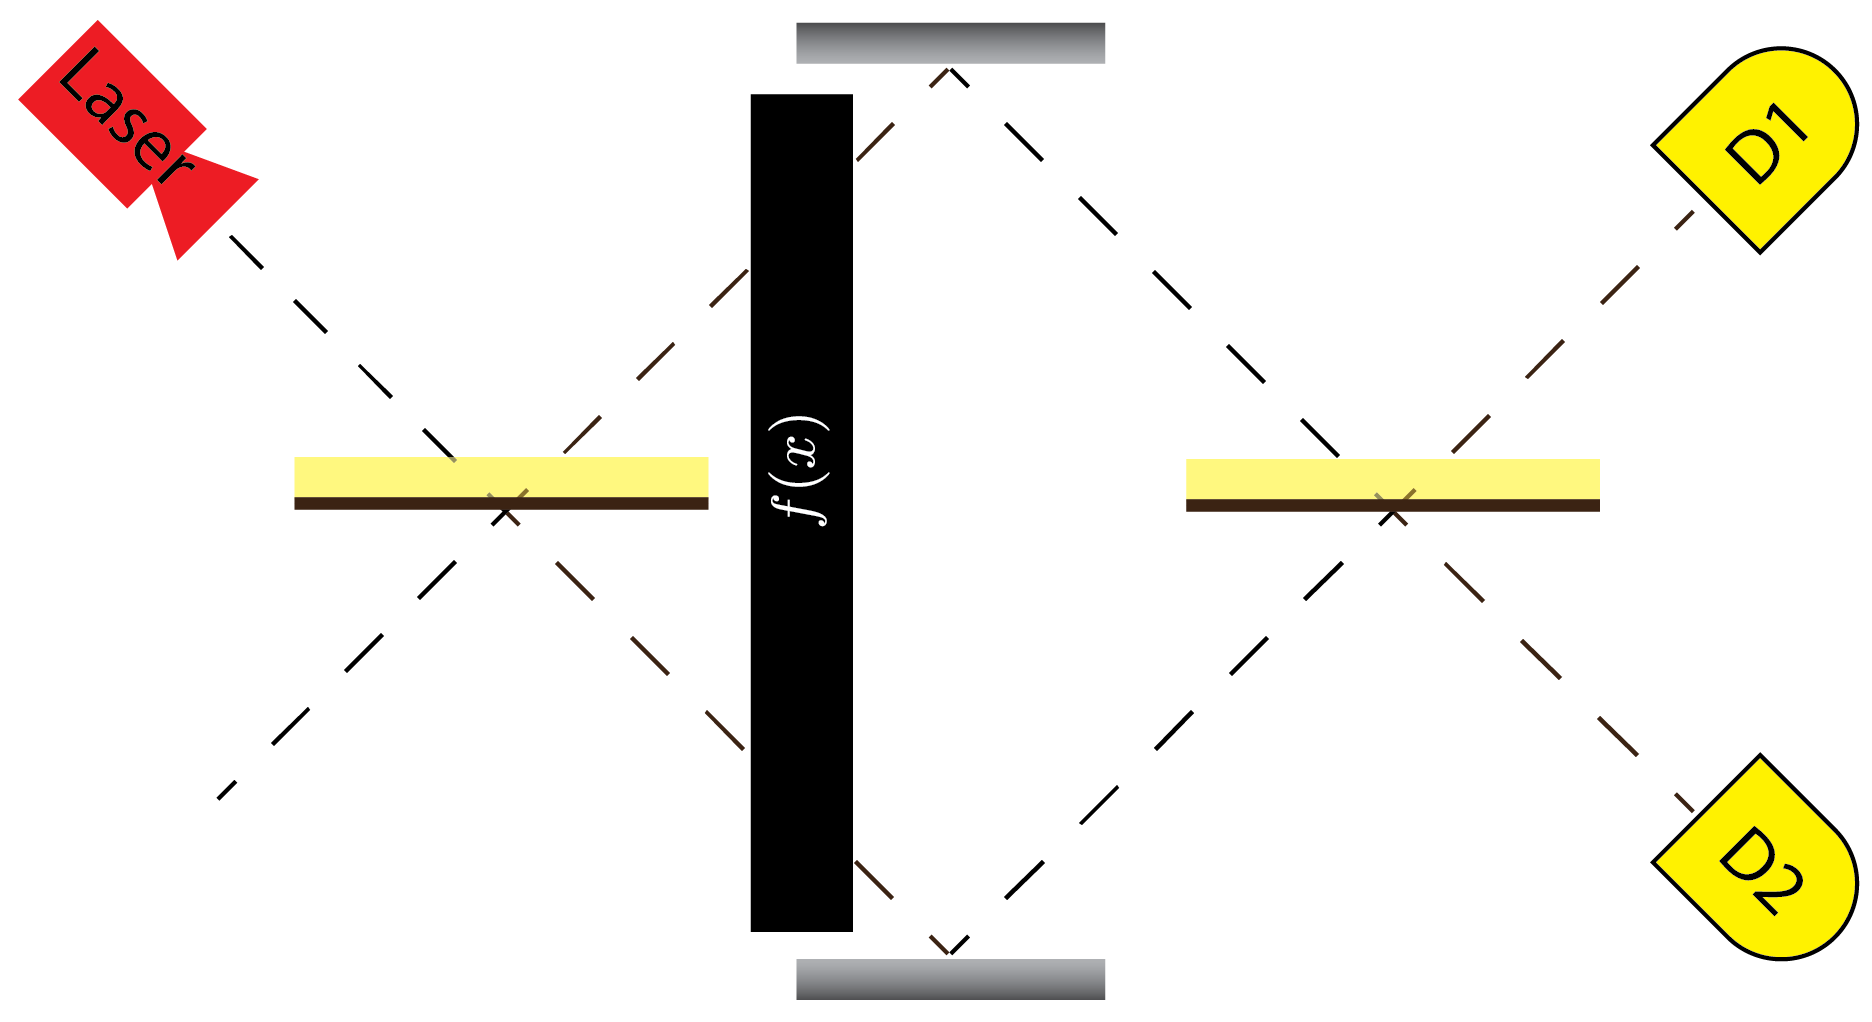 Laser
f(x)
D1
D2